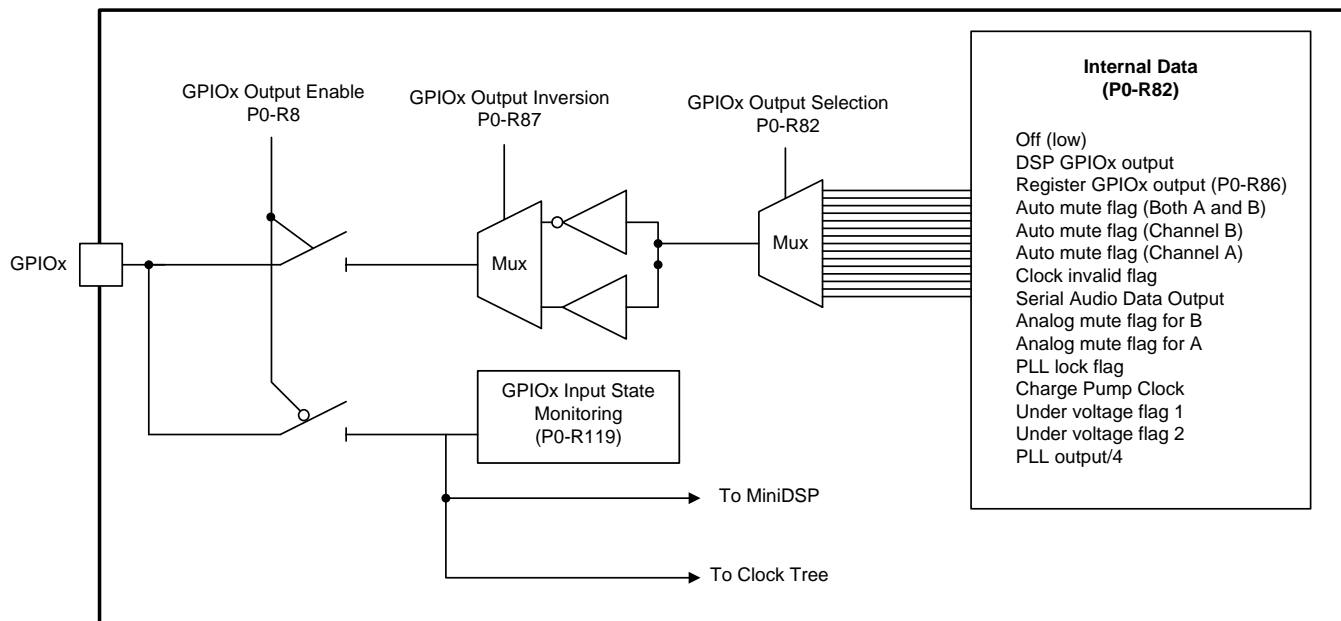 GPIOx Output Enable
P0-R8
GPIOx Output Inversion
P0-R87
GPIOx Output Selection
P0-R82
Internal Data
(P0-R82)
Off (low)
DSP GPIOx output
Register GPIOx output (P0-R86)
Auto mute flag (Both A and B)
Auto mute flag (Channel B)
Auto mute flag (Channel A)
Clock invalid flag
Serial Audio Data Output
Analog mute flag for B
Analog mute flag for A
PLL lock flag
Charge Pump Clock
Under voltage flag 1
Under voltage flag 2
PLL output/4
GPIOx
Mux
Mux
GPIOx Input State
Monitoring
(P0-R119)
To MiniDSP
To Clock Tree